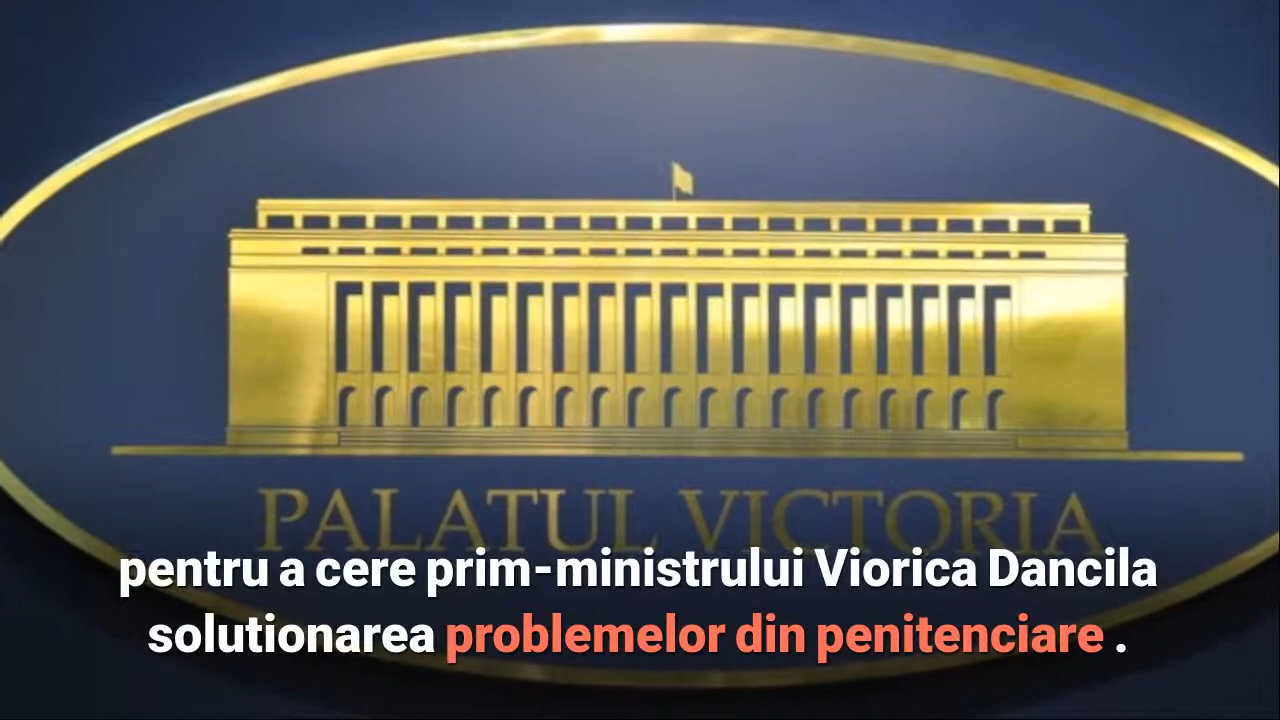 PALATUL VICTORIA
pentru a cere prim-ministrului Viorica Dancila
solutionarea problemelor din penitenciare .